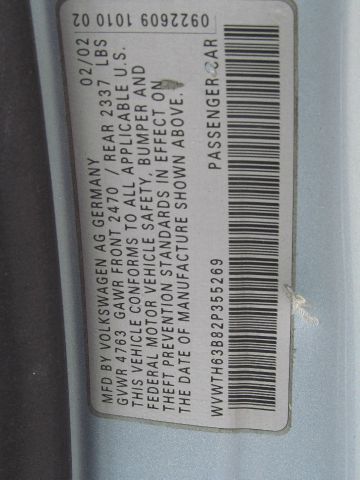 0922609 1010 02
MFD BY VOLKSWAGEN AG GERMANY 02/02
GVWR 4763 GAWR FRONT 2470 / REAR 2337 LBS
THIS VEHICLE CONFORMS TO ALL APPLICABLE U.S.
FEDERAL MOTOR VEHICLE SAFETY, BUMPER AND
THEFT PREVENTION STANDARDS IN EFFECT ON
THE DATE OF MANUFACTURE SHOWN ABOVE.
WVWTH63B82P355269 PASSENGER CAR